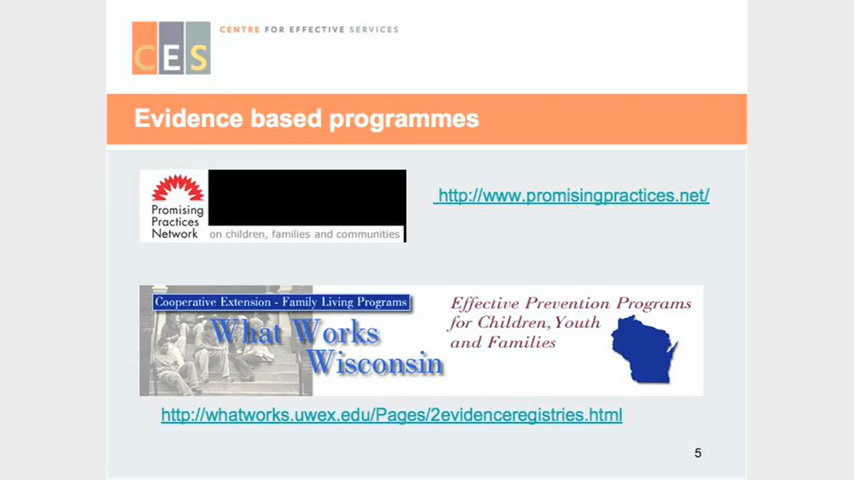 CES
CENTRE FOR EFFECTIVE SERVICES
Evidence based programmes
Promising
Practices
Network
on children, families and communities
http://www.promisingpractices.net/
Cooperative Extension - Family Living Programs
What Works
Wisconsin
Effective Prevention Programs
for Children, Youth
and Families
http://whatworks.uwex.edu/Pages/2evidenceregistries.html
5